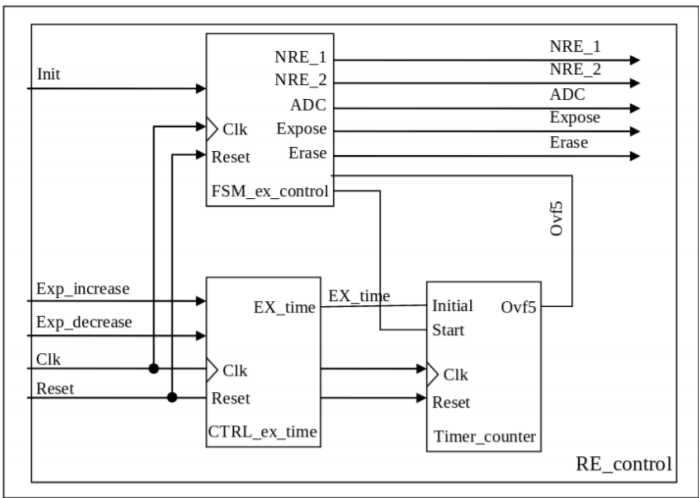 NRE_1
NRE_1
NRE_2
NRE_2
Init
ADC
ADC
Expose
Clk
Expose
Erase
Erase
Reset
FSM_ex_control
Ovf5
Exp_increase
EX_time
EX_time
Initial
Ovf5
Exp_decrease
Start
Clk
Clk
Clk
Reset
Reset
Reset
CTRL_ex_time
Timer_counter
RE_control